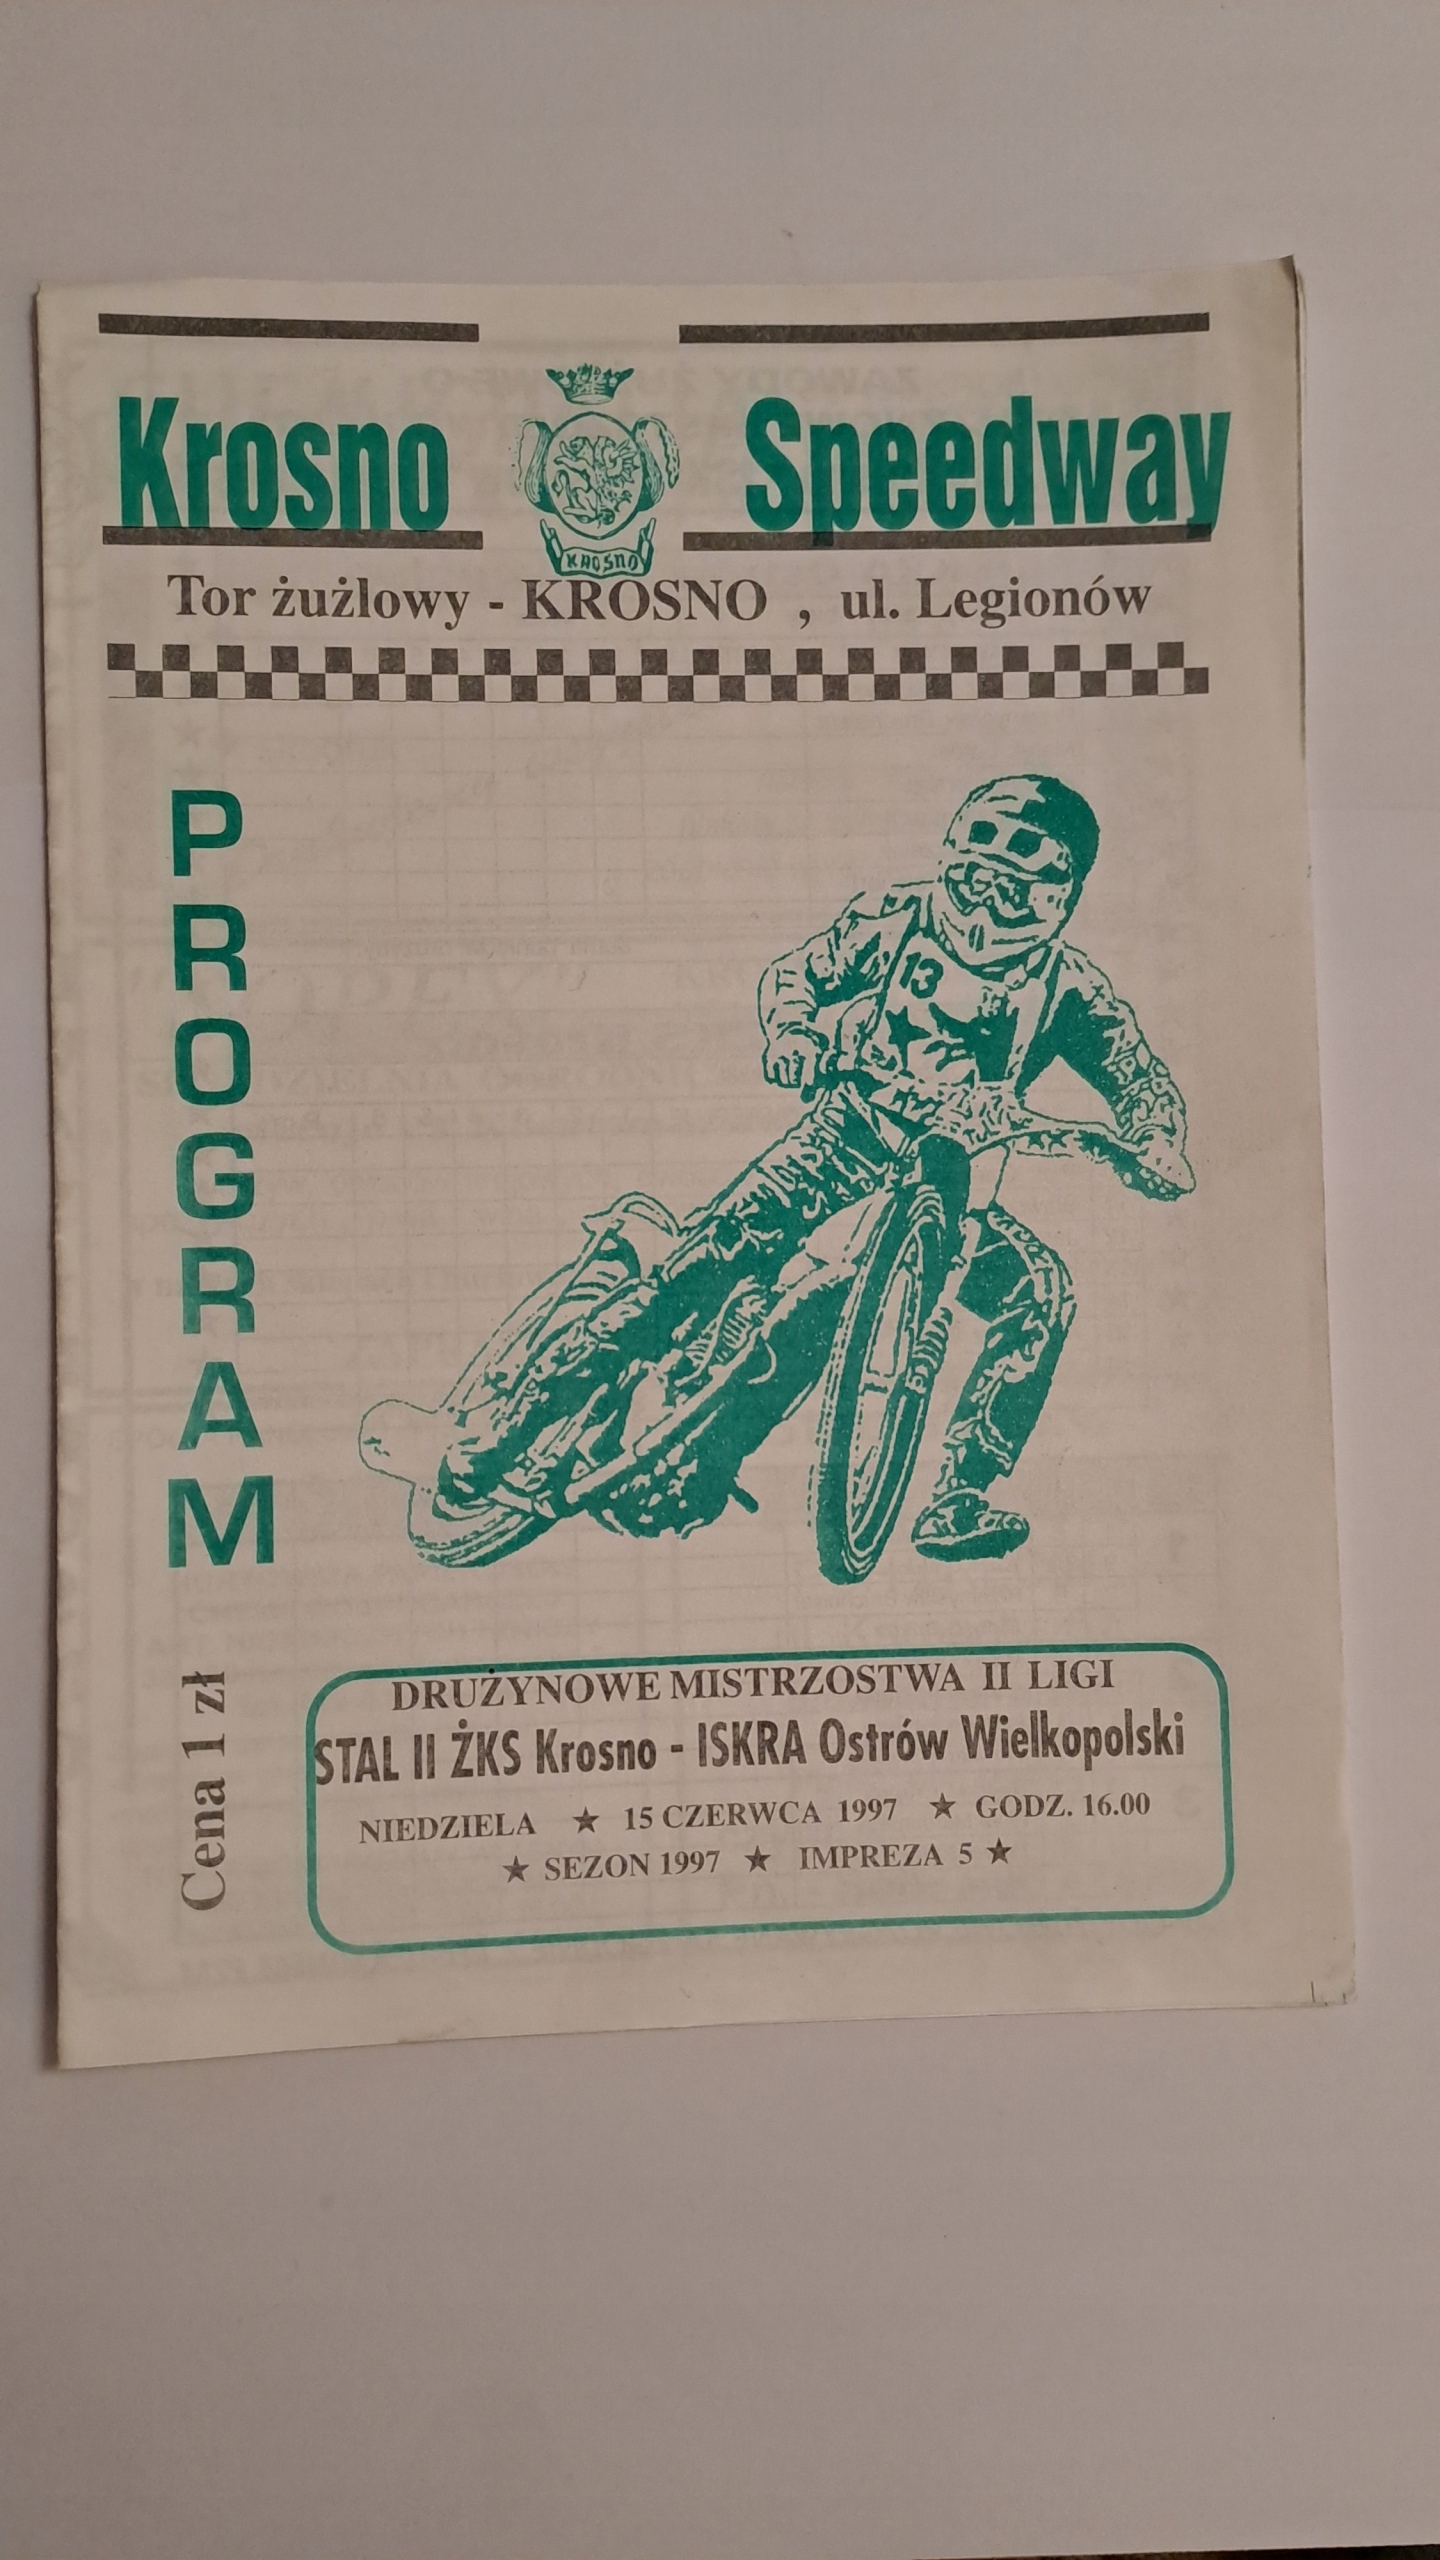 Krosno Speedway
KROSNO
Tor żużlowy - KROSNO , ul. Legionów
PROGRAM
13
Cena 1 zł
DRUŻYNOWE MISTRZOSTWA II LIGI
STAL II ŻKS Krosno - ISKRA Ostrów Wielkopolski
NIEDZIELA ★ 15 CZERWCA 1997 ★ GODZ. 16.00
★ SEZON 1997 ★ IMPREZA 5 ★